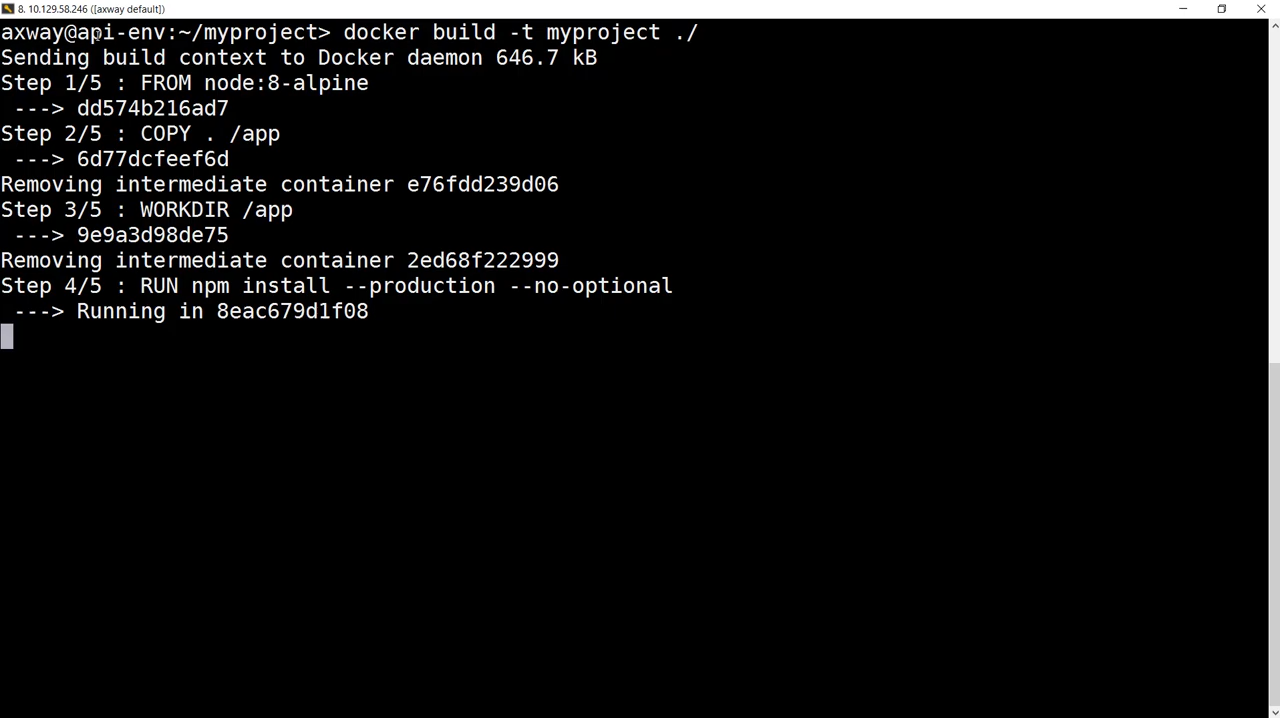 8. 10.129.58.246 ([axway default])
axway@api-env:~/myproject> docker build -t myproject ./
Sending build context to Docker daemon 646.7 kB
Step 1/5 : FROM node:8-alpine
 ---> dd574b216ad7
Step 2/5 : COPY . /app
 ---> 6d77dcfeef6d
Removing intermediate container e76fdd239d06
Step 3/5 : WORKDIR /app
 ---> 9e9a3d98de75
Removing intermediate container 2ed68f222999
Step 4/5 : RUN npm install --production --no-optional
 ---> Running in 8eac679d1f08